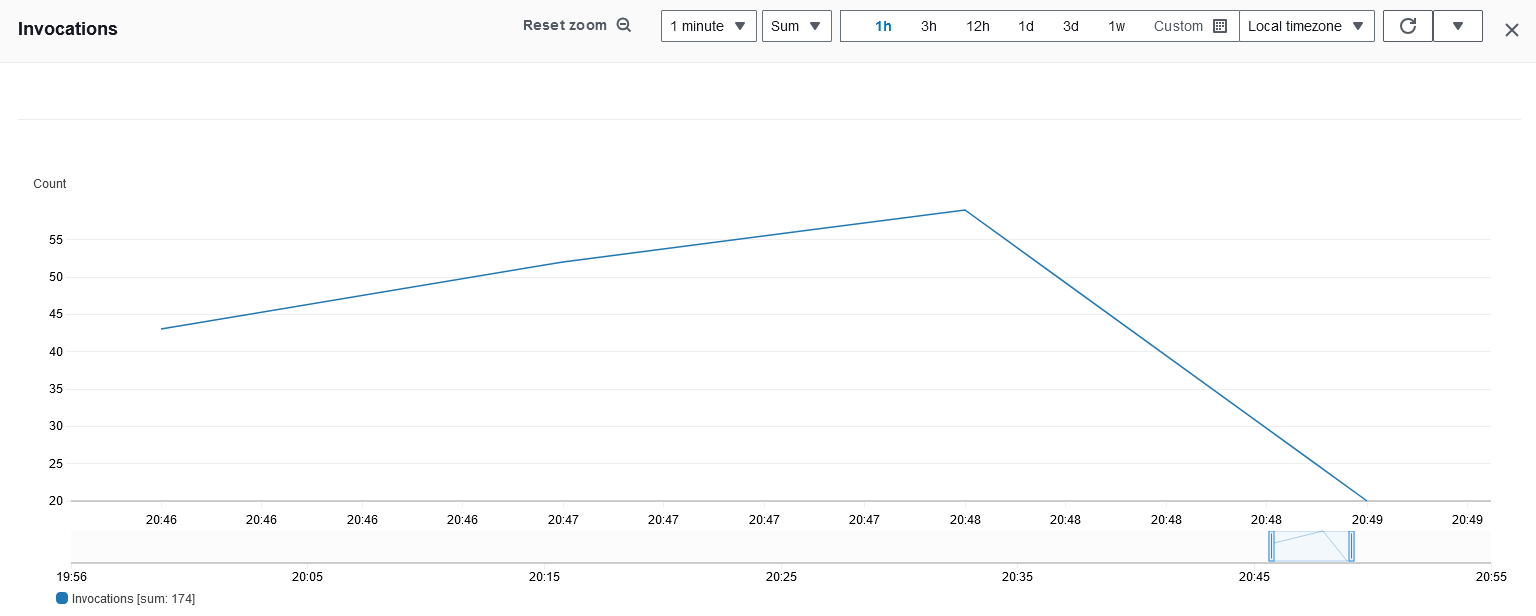 Invocations
Reset zoom
1 minute
Sum
1h 3h 12h 1d 3d 1w Custom
Local timezone
Count
55
50
45
40
35
30
25
20
20:46 20:46 20:46 20:46 20:47 20:47 20:47 20:47 20:48 20:48 20:48 20:48 20:49 20:49
19:56 20:05 20:15 20:25 20:35 20:45 20:55
Invocations [sum: 174]